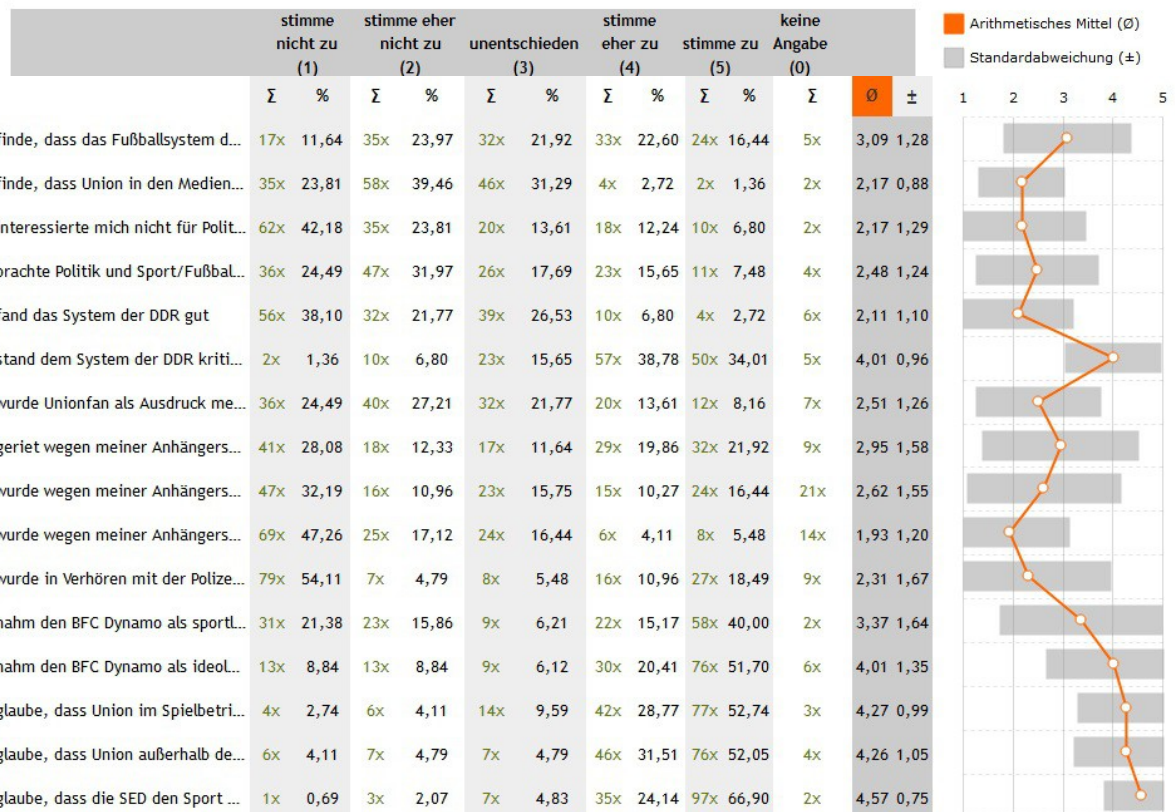 stimme nicht zu (1) stimme eher nicht zu (2) unentschieden (3) stimme eher zu (4) stimme zu (5) keine Angabe (0)
Arithmetisches Mittel (Ø)
Standardabweichung (±)
Σ % Σ % Σ % Σ % Σ % Σ Ø ± 1 2 3 4 5
finde, dass das Fußballsystem d... 17x 11,64 35x 23,97 32x 21,92 33x 22,60 24x 16,44 5x 3,09 1,28
finde, dass Union in den Medien... 35x 23,81 58x 39,46 46x 31,29 4x 2,72 2x 1,36 2x 2,17 0,88
interessierte mich nicht für Polit... 62x 42,18 35x 23,81 20x 13,61 18x 12,24 10x 6,80 2x 2,17 1,29
brachte Politik und Sport/Fußbal... 36x 24,49 47x 31,97 26x 17,69 23x 15,65 11x 7,48 4x 2,48 1,24
fand das System der DDR gut 56x 38,10 32x 21,77 39x 26,53 10x 6,80 4x 2,72 6x 2,11 1,10
stand dem System der DDR kriti... 2x 1,36 10x 6,80 23x 15,65 57x 38,78 50x 34,01 5x 4,01 0,96
wurde Unionfan als Ausdruck me... 36x 24,49 40x 27,21 32x 21,77 20x 13,61 12x 8,16 7x 2,51 1,26
geriet wegen meiner Anhängers... 41x 28,08 18x 12,33 17x 11,64 29x 19,86 32x 21,92 9x 2,95 1,58
wurde wegen meiner Anhängers... 47x 32,19 16x 10,96 23x 15,75 15x 10,27 24x 16,44 21x 2,62 1,55
wurde wegen meiner Anhängers... 69x 47,26 25x 17,12 24x 16,44 6x 4,11 8x 5,48 14x 1,93 1,20
wurde in Verhören mit der Polize... 79x 54,11 7x 4,79 8x 5,48 16x 10,96 27x 18,49 9x 2,31 1,67
nahm den BFC Dynamo als sportl... 31x 21,38 23x 15,86 9x 6,21 22x 15,17 58x 40,00 2x 3,37 1,64
nahm den BFC Dynamo als ideol... 13x 8,84 13x 8,84 9x 6,12 30x 20,41 76x 51,70 6x 4,01 1,35
glaube, dass Union im Spielbetri... 4x 2,74 6x 4,11 14x 9,59 42x 28,77 77x 52,74 3x 4,27 0,99
glaube, dass Union außerhalb de... 6x 4,11 7x 4,79 7x 4,79 46x 31,51 76x 52,05 4x 4,26 1,05
glaube, dass die SED den Sport ... 1x 0,69 3x 2,07 7x 4,83 35x 24,14 97x 66,90 2x 4,57 0,75